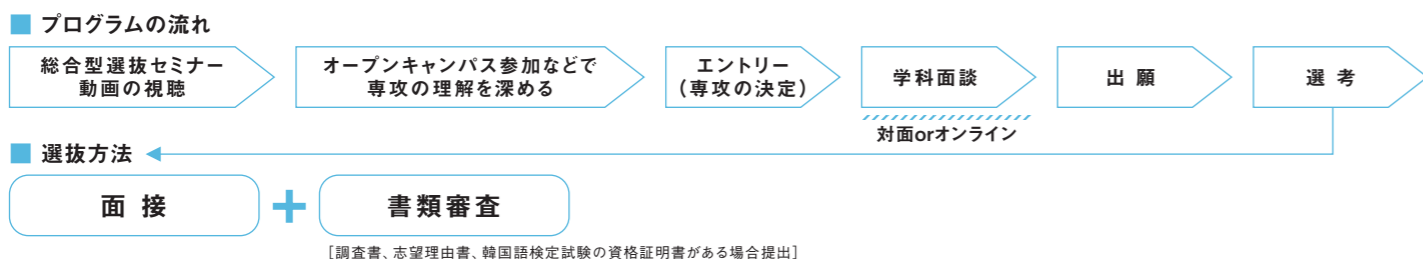 ■ プログラムの流れ
総合型選抜セミナー
動画の視聴
オープンキャンパス参加などで
専攻の理解を深める
エントリー
(専攻の決定)
学科面談
出 願
選 考
対面orオンライン
■ 選抜方法
面 接
+
書類審査
[調査書、志望理由書、韓国語検定試験の資格証明書がある場合提出]